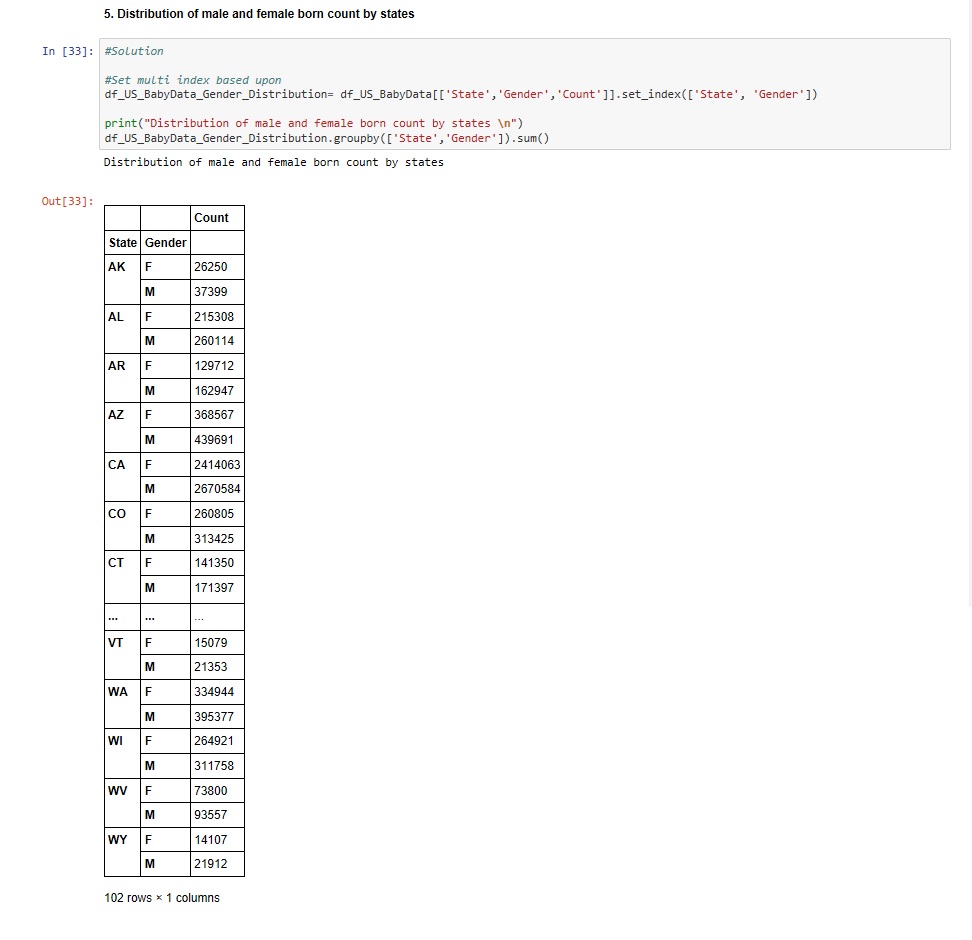 5. Distribution of male and female born count by states
In [33]: #Solution
#Set multi index based upon
df_US_BabyData_Gender_Distribution= df_US_BabyData[['State','Gender','Count']].set_index(['State', 'Gender'])
print("Distribution of male and female born count by states \n")
df_US_BabyData_Gender_Distribution.groupby(['State','Gender']).sum()
Distribution of male and female born count by states
Out[33]:
Count
State Gender
AK F 26250
M 37399
AL F 215308
M 260114
AR F 129712
M 162947
AZ F 368567
M 439691
CA F 2414063
M 2670584
CO F 260805
M 313425
CT F 141350
M 171397
... ... ...
VT F 15079
M 21353
WA F 334944
M 395377
WI F 264921
M 311758
WV F 73800
M 93557
WY F 14107
M 21912
102 rows × 1 columns